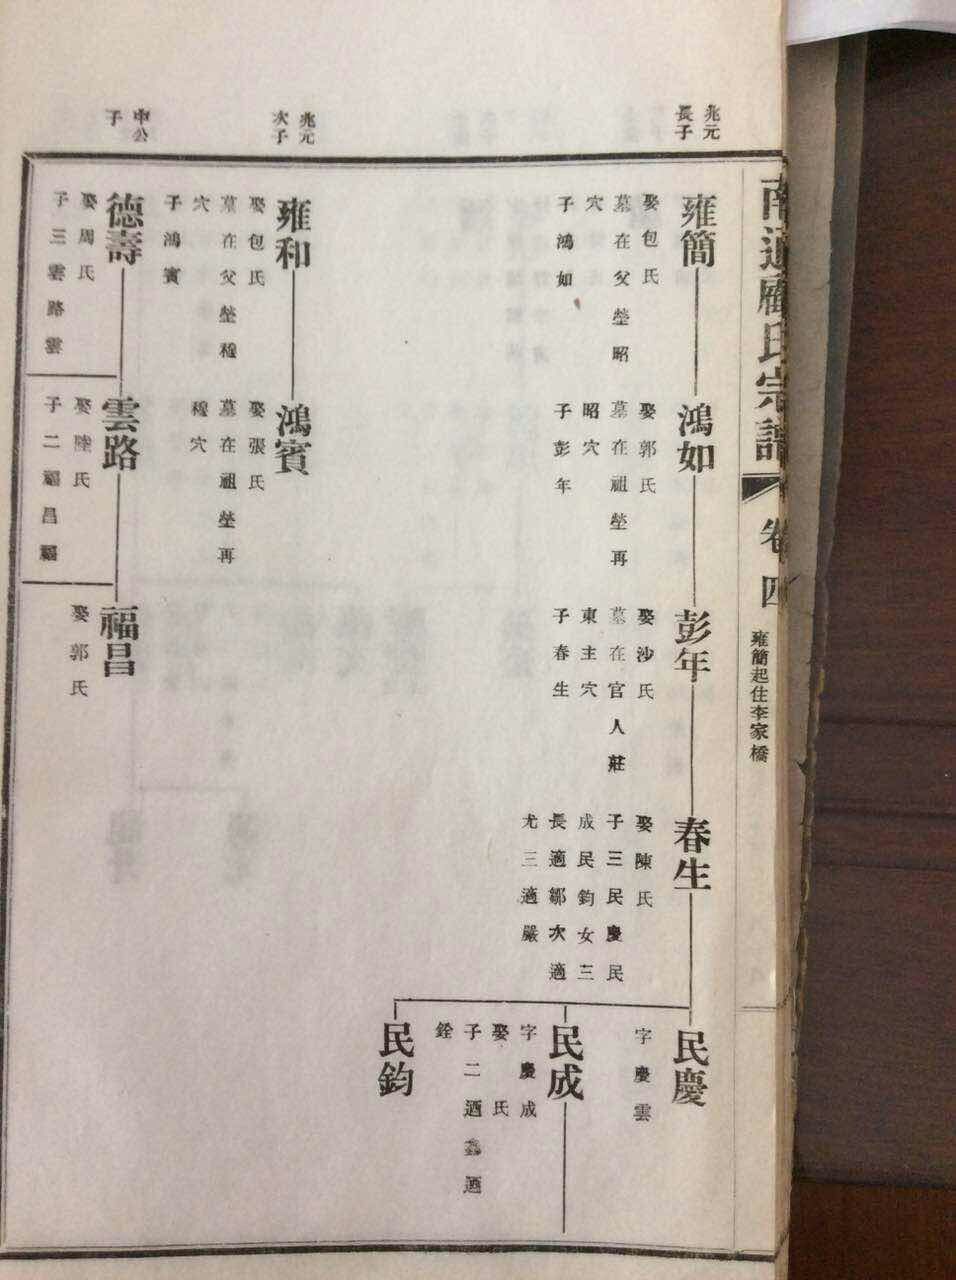 南通顧氏宗譜
卷四
雍簡起住李家橋
兆元
長子
雍簡
娶包氏
墓在父塋昭
穴
子鴻如
鴻如
娶郭氏
墓在祖塋再
昭穴
子彭年
彭年
娶沙氏
墓在官人莊
東主穴
子春生
春生
娶陳氏
子三民慶民
成民鈞女三
長適鄒次適
尤三適嚴
民慶
字慶雲
民成
字慶成
娶 氏
子二迺鑫迺
銓
民鈞
兆元
次子
雍和
娶包氏
墓在父塋穆
穴
子鴻賓
鴻賓
娶張氏
墓在祖塋再
穆穴
申公
子
德壽
娶周氏
子三雲路雲
雲路
娶陸氏
子二福昌福
福昌
娶郭氏